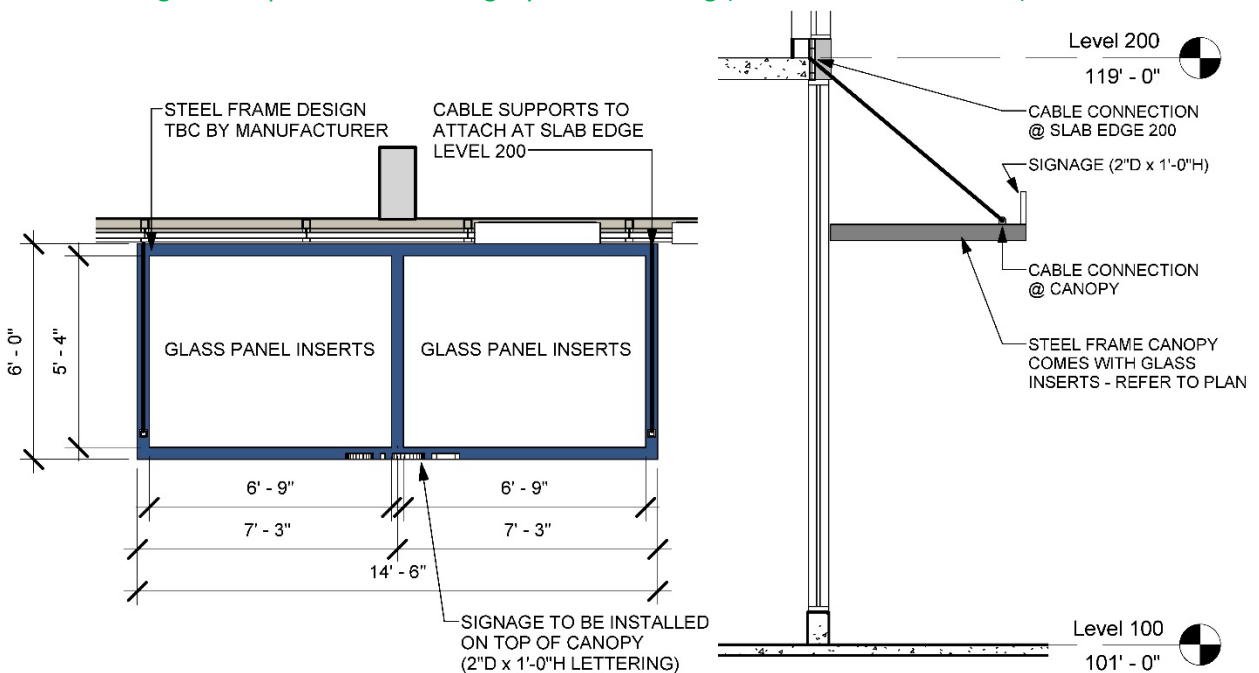 STEEL FRAME DESIGN
TBC BY MANUFACTURER
CABLE SUPPORTS TO
ATTACH AT SLAB EDGE
LEVEL 200
6' - 0"
5' - 4"
GLASS PANEL INSERTS
GLASS PANEL INSERTS
6' - 9"
6' - 9"
7' - 3"
7' - 3"
14' - 6"
SIGNAGE TO BE INSTALLED
ON TOP OF CANOPY
(2"D x 1'-0"H LETTERING)
Level 200
119' - 0"
CABLE CONNECTION
@ SLAB EDGE 200
SIGNAGE (2"D x 1'-0"H)
CABLE CONNECTION
@ CANOPY
STEEL FRAME CANOPY
COMES WITH GLASS
INSERTS - REFER TO PLAN
Level 100
101' - 0"